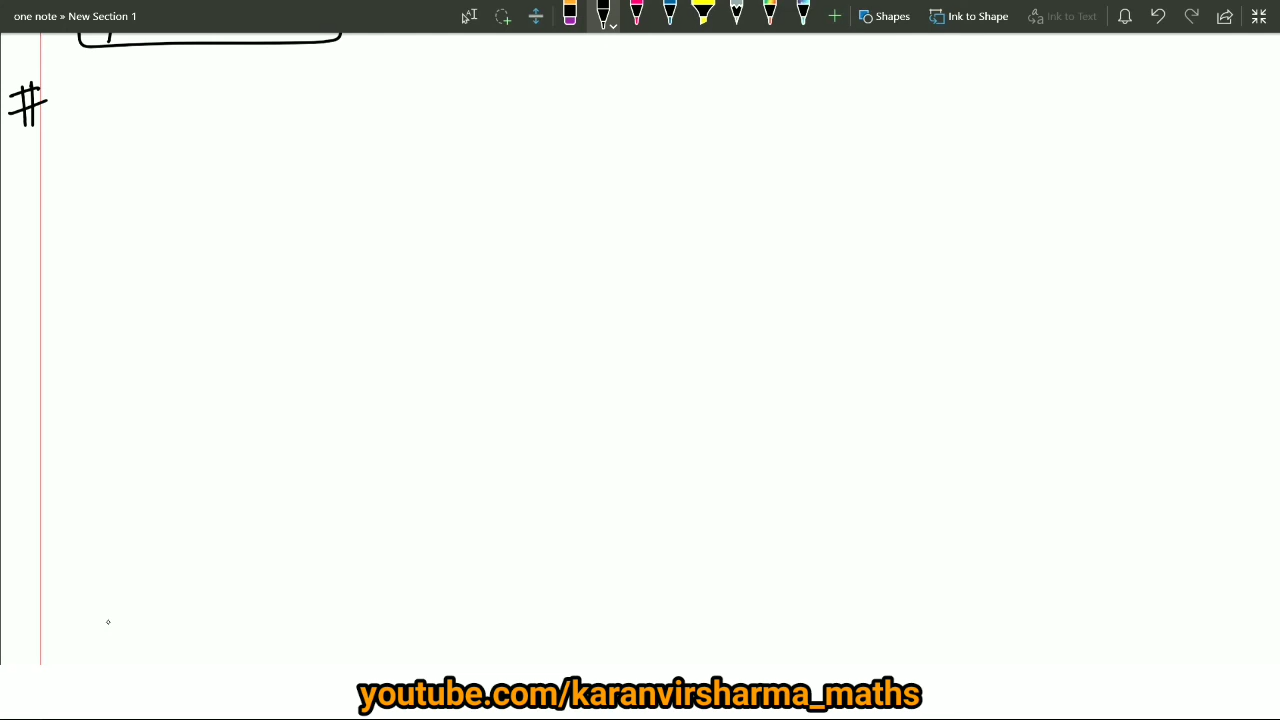 one note » New Section 1
Shapes
Ink to Shape
Ink to Text
#
youtube.com/karanvirsharma_maths